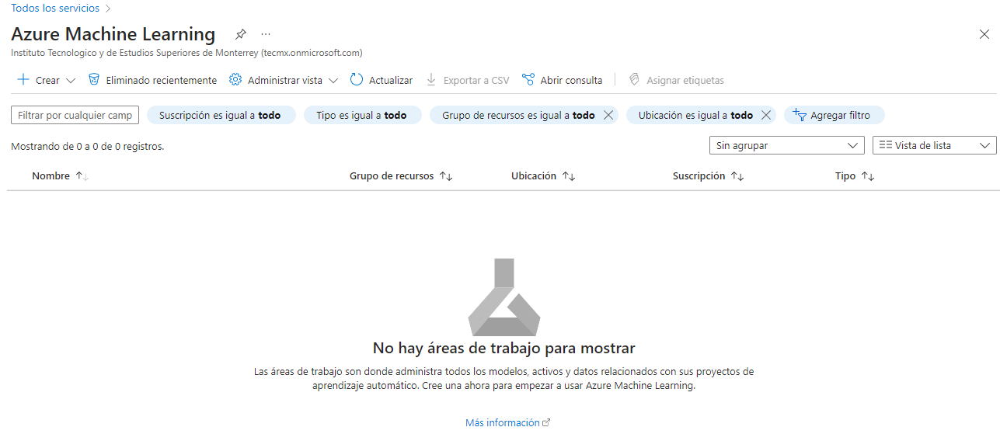 Todos los servicios
Azure Machine Learning
Instituto Tecnologico y de Estudios Superiores de Monterrey (tecmx.onmicrosoft.com)
Crear Eliminado recientemente Administrar vista Actualizar Exportar a CSV Abrir consulta Asignar etiquetas
Filtrar por cualquier camp Suscripción es igual a todo Tipo es igual a todo Grupo de recursos es igual a todo Ubicación es igual a todo Agregar filtro
Mostrando de 0 a 0 de 0 registros. Sin agrupar Vista de lista
Nombre Grupo de recursos Ubicación Suscripción Tipo
No hay áreas de trabajo para mostrar
Las áreas de trabajo son donde administra todos los modelos, activos y datos relacionados con sus proyectos de
aprendizaje automático. Cree una ahora para empezar a usar Azure Machine Learning.
Más información